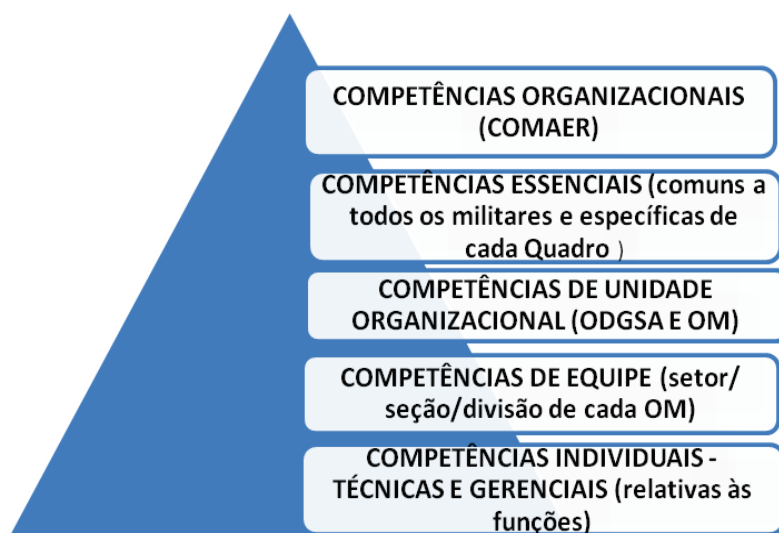 COMPETÊNCIAS ORGANIZACIONAIS
(COMAER)
COMPETÊNCIAS ESSENCIAIS (comuns a
todos os militares e específicas de
cada Quadro )
COMPETÊNCIAS DE UNIDADE
ORGANIZACIONAL (ODGSA E OM)
COMPETÊNCIAS DE EQUIPE (setor/
seção/divisão de cada OM)
COMPETÊNCIAS INDIVIDUAIS -
TÉCNICAS E GERENCIAIS (relativas às
funções)